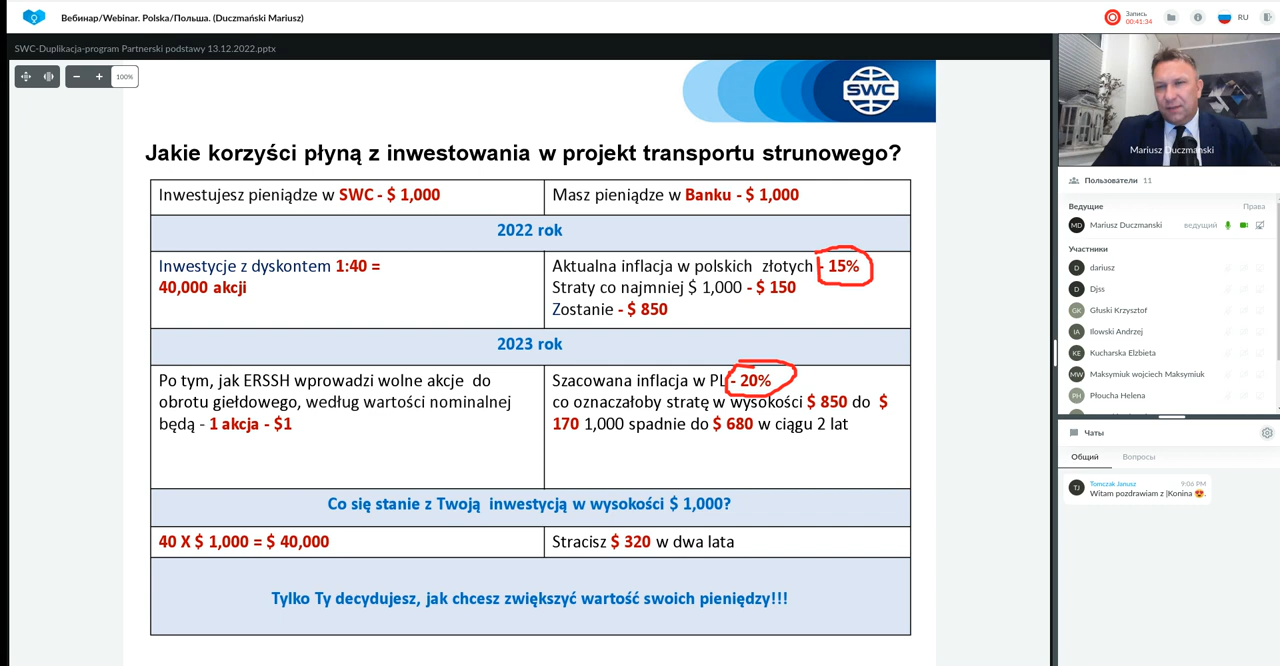 Вебинар/Webinar. Polska/Польша. (Duczmański Mariusz)
Запись
00:41:34
RU
SWC-Duplikacja-program Partnerski podstawy 13.12.2022.pptx
100%
SWC
Jakie korzyści płyną z inwestowania w projekt transportu strunowego?
Inwestujesz pieniądze w SWC - $ 1,000
Masz pieniądze w Banku - $ 1,000
2022 rok
Inwestycje z dyskontem 1:40 =
40,000 akcji
Aktualna inflacja w polskich złotych - 15%
Straty co najmniej $ 1,000 - $ 150
Zostanie - $ 850
2023 rok
Po tym, jak ERSSH wprowadzi wolne akcje do
obrotu giełdowego, według wartości nominalnej
będą - 1 akcja - $1
Szacowana inflacja w PL - 20%
co oznaczałoby stratę w wysokości $ 850 do $
170 1,000 spadnie do $ 680 w ciągu 2 lat
Co się stanie z Twoją inwestycją w wysokości $ 1,000?
40 X $ 1,000 = $ 40,000
Stracisz $ 320 w dwa lata
Tylko Ty decydujesz, jak chcesz zwiększyć wartość swoich pieniędzy!!!
Mariusz Duczmanski
Пользователи 11
Ведущие Права
MD Mariusz Duczmanski ведущий
Участники
D dariusz
D Djss
GK Głuski Krzysztof
IA Ilowski Andrzej
KE Kucharska Elzbieta
MW Maksymiuk wojciech Maksymiuk
PH Płoucha Helena
Чаты
Общий Вопросы
TJ Tomczak Janusz 9:06 PM
Witam pozdrawiam z |Konina 😍.